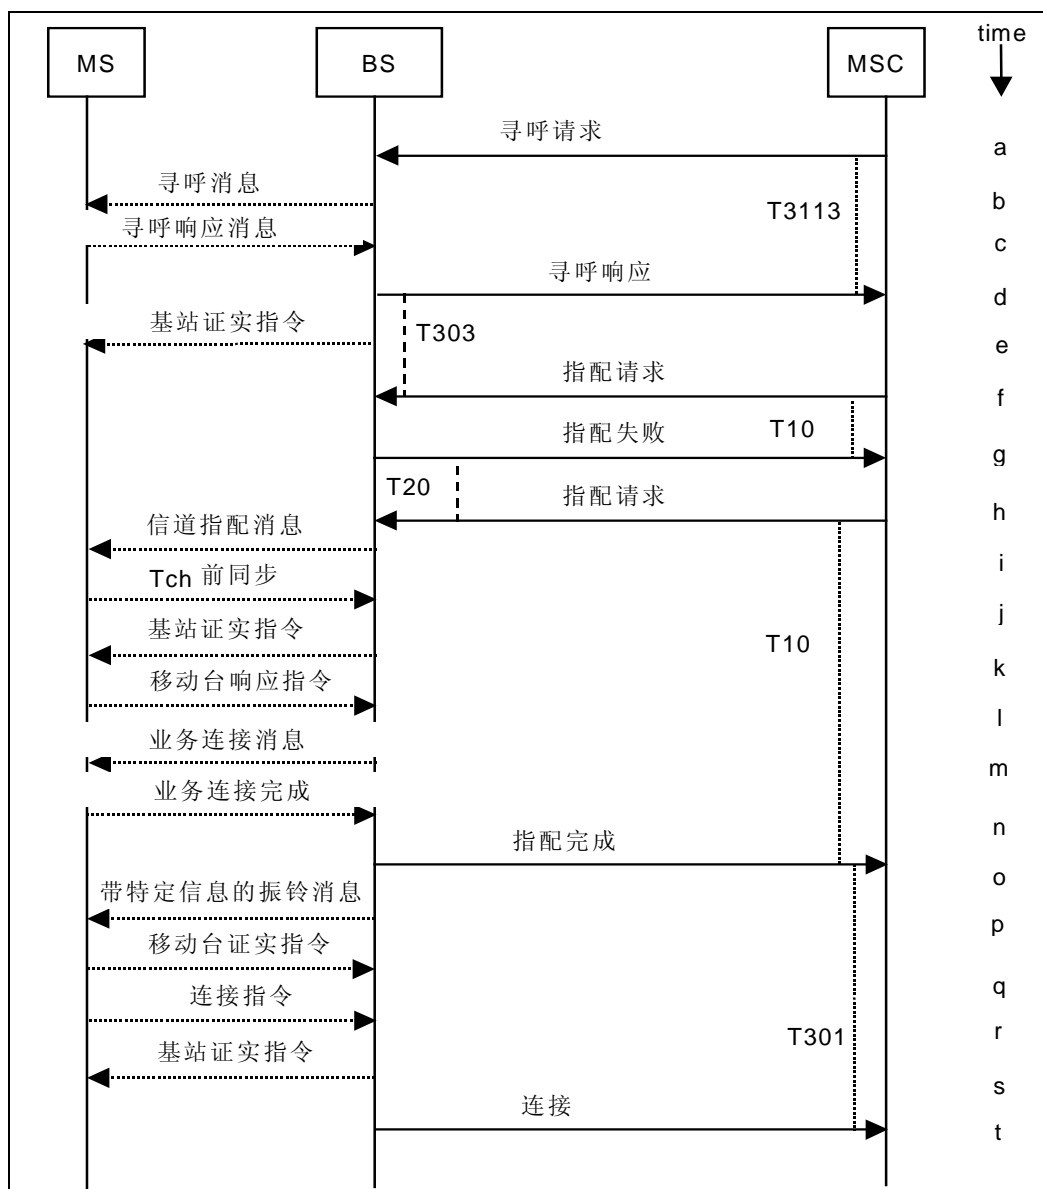 MS
BS
MSC
time
寻呼请求
a
寻呼消息
b
T3113
寻呼响应消息
c
寻呼响应
d
基站证实指令
T303
e
指配请求
f
指配失败
T10
g
T20
指配请求
h
信道指配消息
i
Tch 前同步
j
基站证实指令
T10
k
移动台响应指令
l
业务连接消息
m
业务连接完成
n
指配完成
o
带特定信息的振铃消息
p
移动台证实指令
q
连接指令
r
T301
基站证实指令
s
连接
t